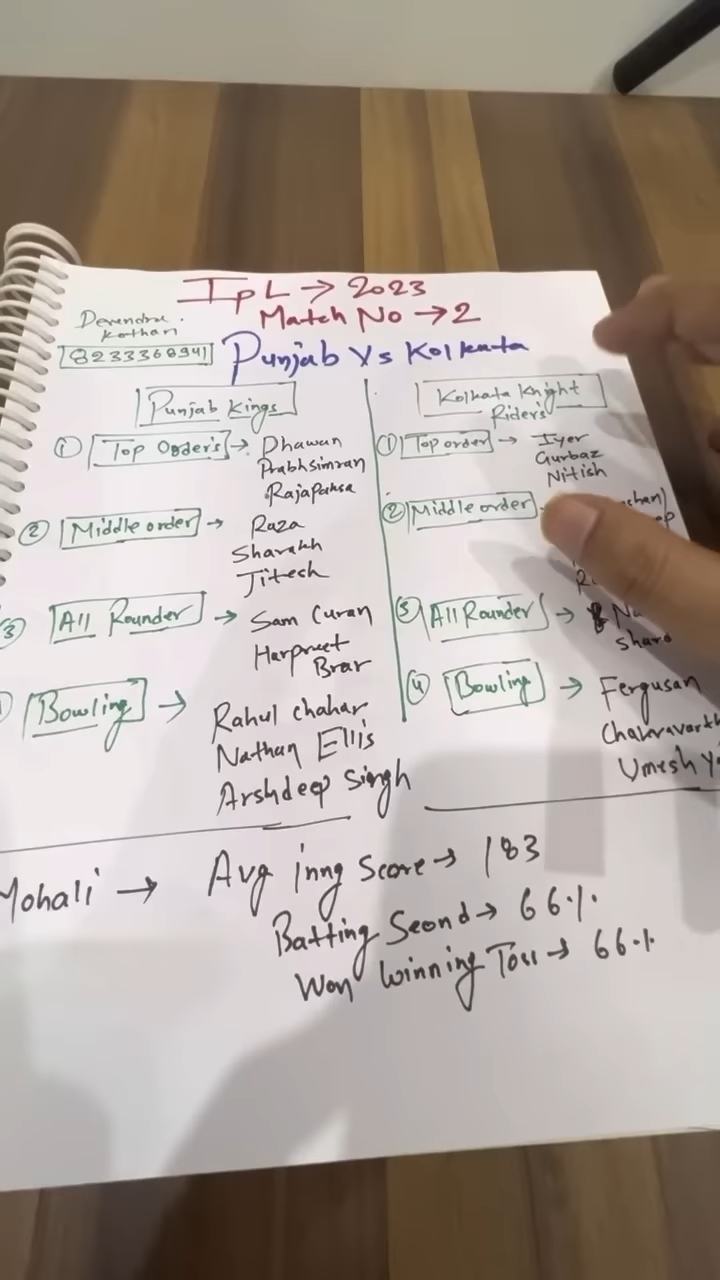 IpL → 2023
Match No → 2
Devendra.
Kothari
8233368941
Punjab Vs Kolkata
Punjab Kings
① Top Order's → Dhawan
Prabhsimran
RajaPaksa
② Middle order → Raza
Sharukh
Jitesh
③ All Rounder → Sam Curan
Harpreet
Brar
Bowling → Rahul chahar
Nathan Ellis
Arshdeep Singh
Kolkata Knight
Riders
① Top order → Iyer
Gurbaz
Nitish
② Middle order
③ All Rounder →
④ Bowling → Fergusan
Umesh
Mohali → Avg inng Score → 183
Batting Seond → 66%
Won winning Toss → 66%